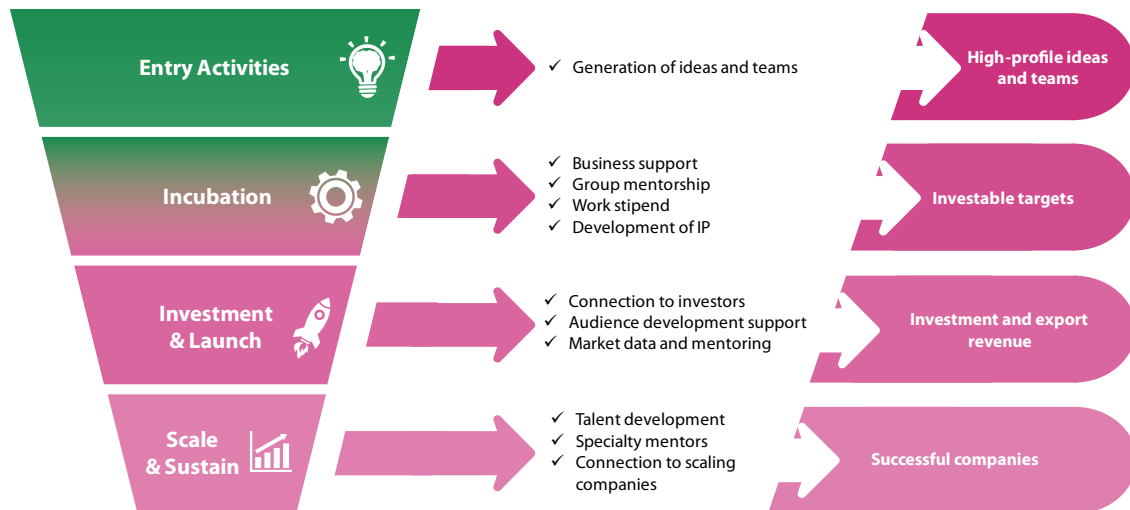 Entry Activities
✓ Generation of ideas and teams
High-profile ideas
and teams
Incubation
✓ Business support
✓ Group mentorship
✓ Work stipend
✓ Development of IP
Investable targets
Investment
& Launch
✓ Connection to investors
✓ Audience development support
✓ Market data and mentoring
Investment and export
revenue
Scale
& Sustain
✓ Talent development
✓ Specialty mentors
✓ Connection to scaling
companies
Successful companies